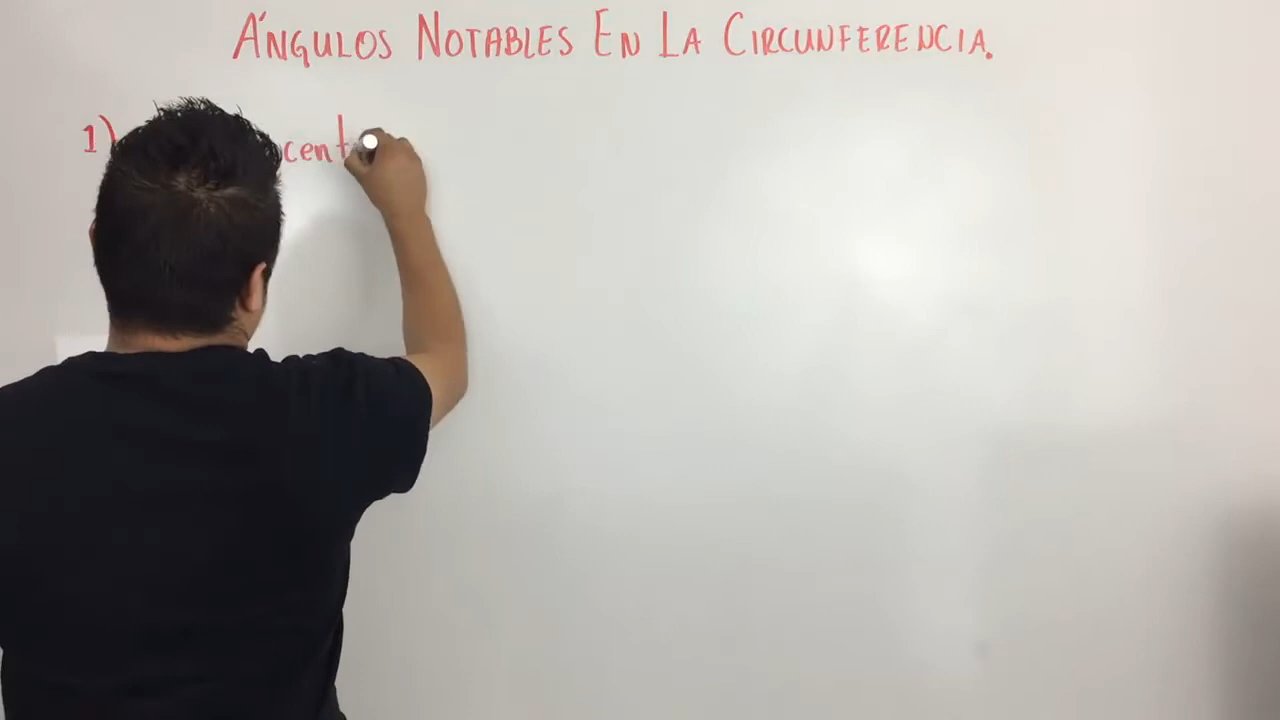 ÁNGULOS NOTABLES EN LA CIRCUNFERENCIA.
1) cent